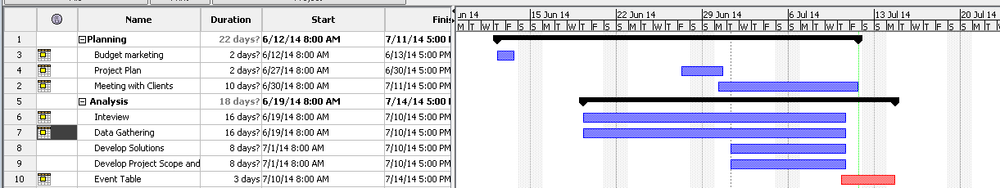 Name Duration Start Finis un 14 15 Jun 14 22 Jun 14 29 Jun 14 6 Jul 14 13 Jul 14 20 Jul 14
M T W T F S S M T W T F S S M T W T F S S M T W T F S S M T W T F S S M T W T F S S M T W
1 Planning 22 days? 6/12/14 8:00 AM 7/11/14 5:00
3 Budget marketing 2 days? 6/12/14 8:00 AM 6/13/14 5:00 PM
4 Project Plan 2 days? 6/27/14 8:00 AM 6/30/14 5:00 PM
2 Meeting with Clients 10 days? 6/30/14 8:00 AM 7/11/14 5:00 PM
5 Analysis 18 days? 6/19/14 8:00 AM 7/14/14 5:00
6 Inteview 16 days? 6/19/14 8:00 AM 7/10/14 5:00 PM
7 Data Gathering 16 days? 6/19/14 8:00 AM 7/10/14 5:00 PM
8 Develop Solutions 8 days? 7/1/14 8:00 AM 7/10/14 5:00 PM
9 Develop Project Scope and 8 days? 7/1/14 8:00 AM 7/10/14 5:00 PM
10 Event Table 3 days 7/10/14 8:00 AM 7/14/14 5:00 PM